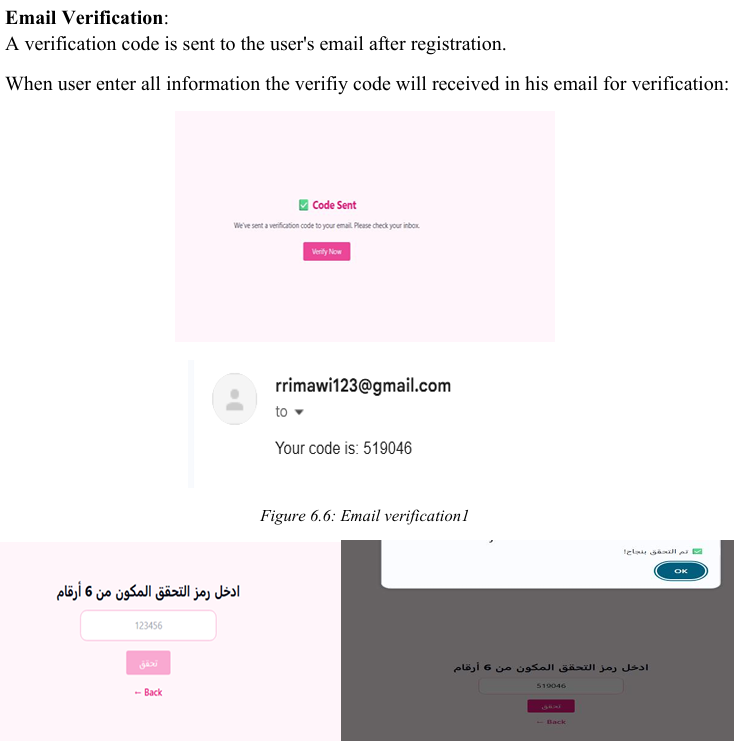 Email Verification:
A verification code is sent to the user's email after registration.
When user enter all information the verifiy code will received in his email for verification:
✅ Code Sent
We've sent a verification code to your email. Please check your inbox.
Verify Now
rrimawi123@gmail.com
to
Your code is: 519046
Figure 6.6: Email verification1
ادخل رمز التحقق المكون من 6 أرقام
123456
تحقق
← Back
✅ تم التحقق بنجاح!
OK
ادخل رمز التحقق المكون من 6 أرقام
519046
تحقق
← Back